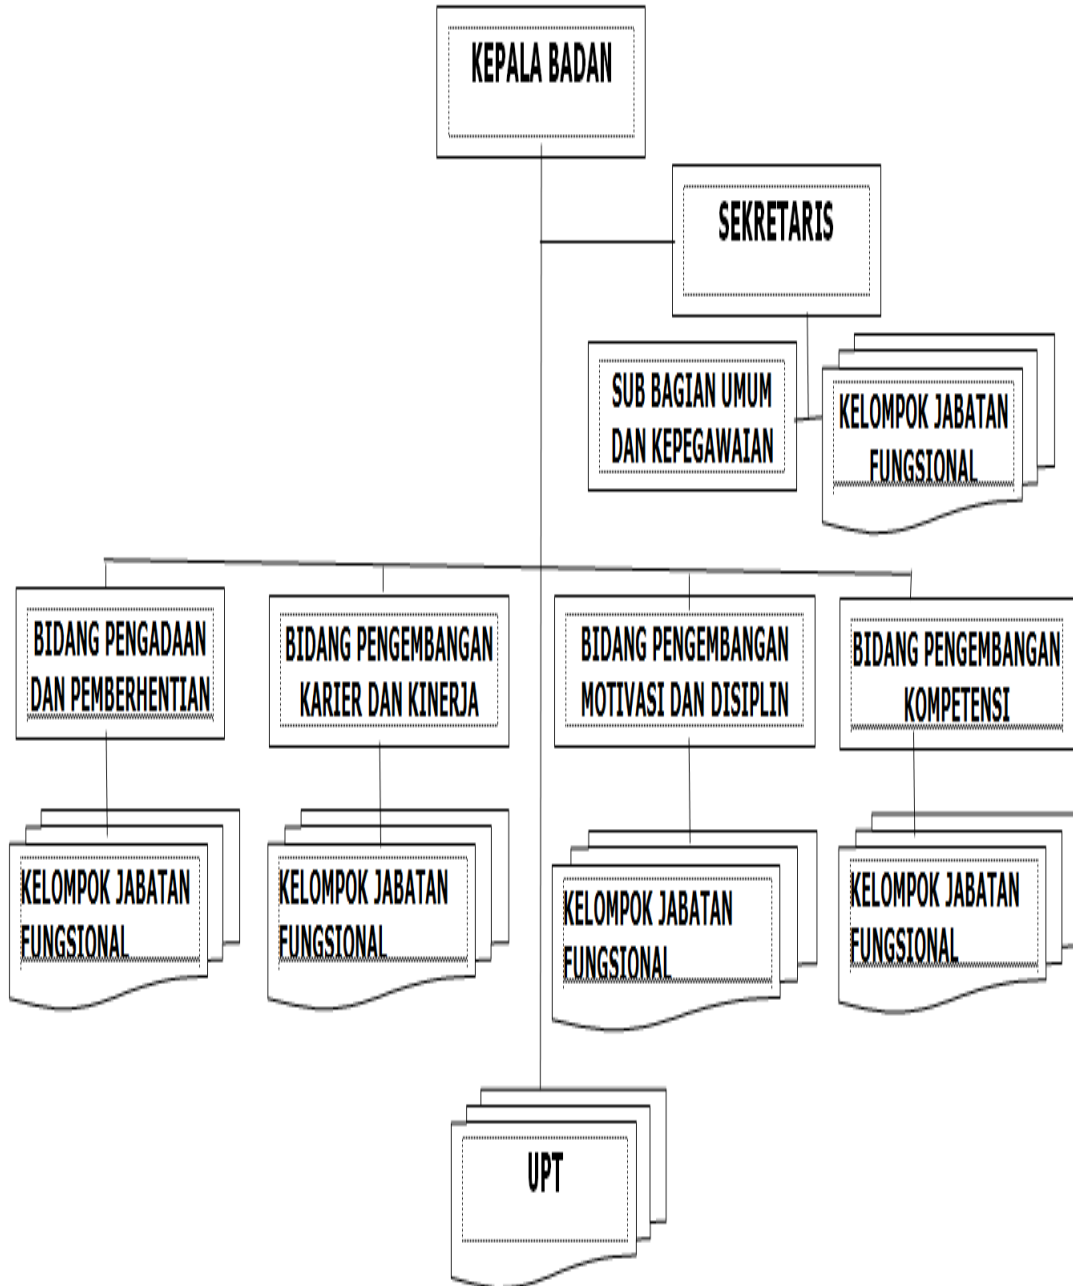 KEPALA BADAN
SEKRETARIS
SUB BAGIAN UMUM
DAN KEPEGAWAIAN
KELOMPOK JABATAN
FUNGSIONAL
BIDANG PENGADAAN
DAN PEMBERHENTIAN
BIDANG PENGEMBANGAN
KARIER DAN KINERJA
BIDANG PENGEMBANGAN
MOTIVASI DAN DISIPLIN
BIDANG PENGEMBANGAN
KOMPETENSI
KELOMPOK JABATAN
FUNGSIONAL
KELOMPOK JABATAN
FUNGSIONAL
KELOMPOK JABATAN
FUNGSIONAL
KELOMPOK JABATAN
FUNGSIONAL
UPT